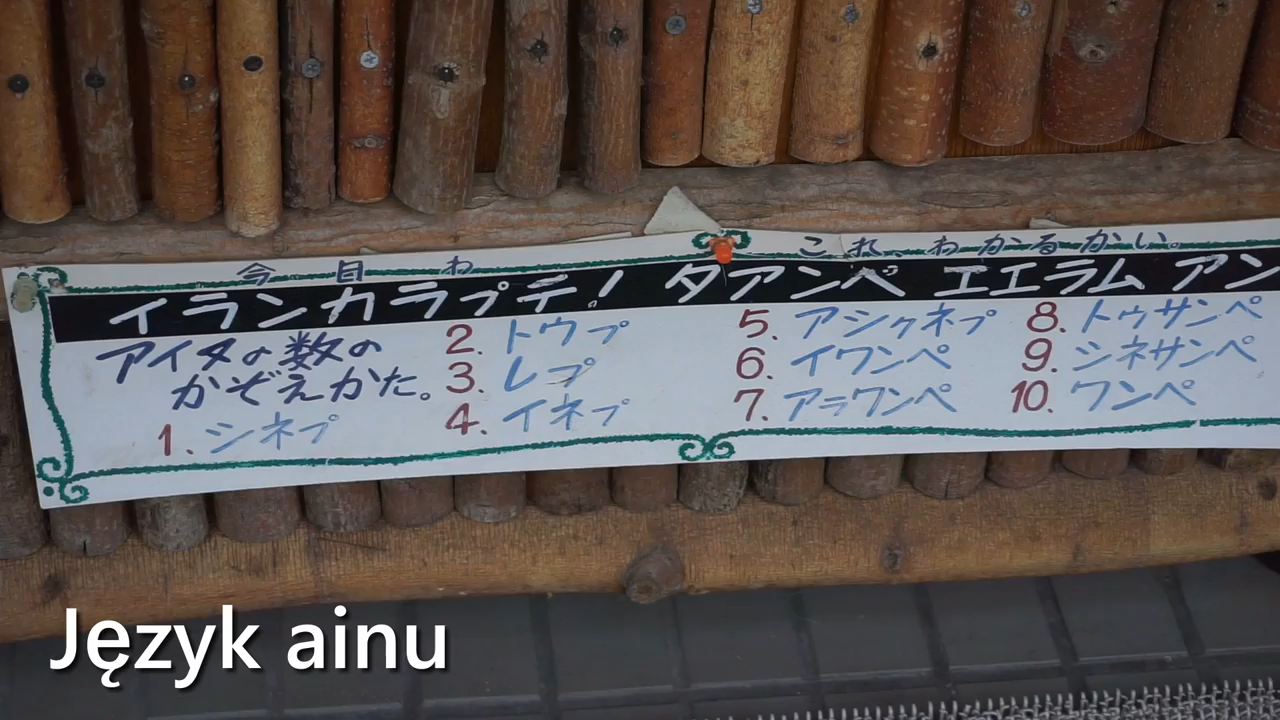 今日わ これ、わかるかい。
イランカラプテ! タアンペ エエラム アン
アイヌの数の
かぞえかた。
1. シネプ
2. トウプ
3. レプ
4. イネプ
5. アシクネプ
6. イワンペ
7. アラワンペ
8. トゥサンペ
9. シネサンペ
10. ワンペ
Język ainu